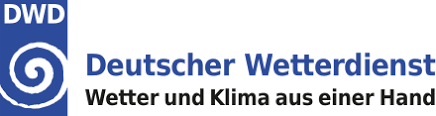 DWD
Deutscher Wetterdienst
Wetter und Klima aus einer Hand